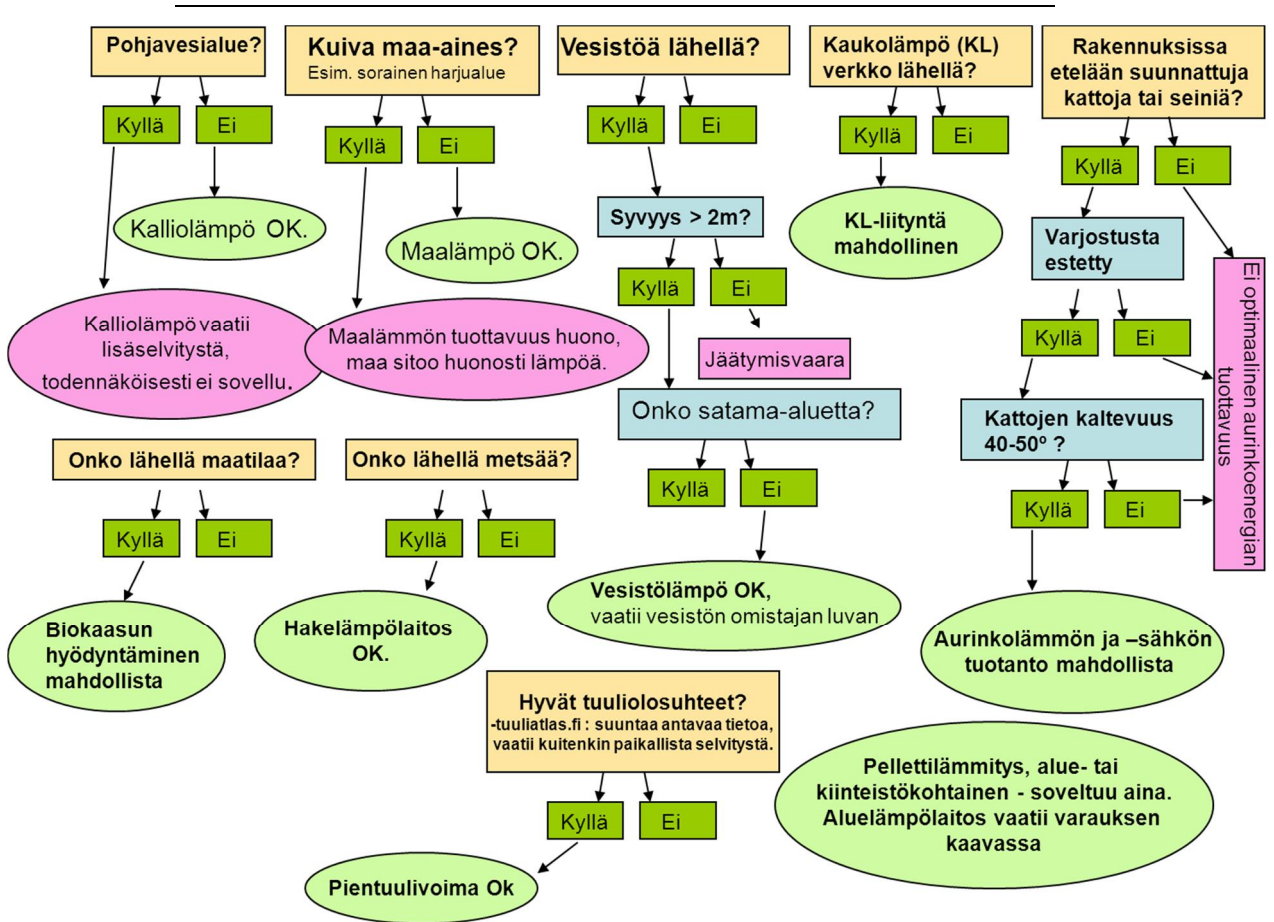 Pohjavesialue?
Kyllä
Ei
Kalliolämpö OK.
Kalliolämpö vaatii
lisäselvitystä,
todennäköisesti ei sovellu.
Kuiva maa-aines?
Esim. sorainen harjualue
Kyllä
Ei
Maalämpö OK.
Maalämmön tuottavuus huono,
maa sitoo huonosti lämpöä.
Vesistöä lähellä?
Kyllä
Ei
Syvyys > 2m?
Kyllä
Ei
Jäätymisvaara
Onko satama-aluetta?
Kyllä
Ei
Vesistölämpö OK,
vaatii vesistön omistajan luvan
Kaukolämpö (KL)
verkko lähellä?
Kyllä
Ei
KL-liityntä
mahdollinen
Rakennuksissa
etelään suunnattuja
kattoja tai seiniä?
Kyllä
Ei
Varjostusta
estetty
Kyllä
Ei
Kattojen kaltevuus
40-50º ?
Kyllä
Ei
Ei optimaalinen aurinkoenergian
tuottavuus
Aurinkolämmön ja –sähkön
tuotanto mahdollista
Onko lähellä maatilaa?
Kyllä
Ei
Biokaasun
hyödyntäminen
mahdollista
Onko lähellä metsää?
Kyllä
Ei
Hakelämpölaitos
OK.
Hyvät tuuliolosuhteet?
-tuuliatlas.fi : suuntaa antavaa tietoa,
vaatii kuitenkin paikallista selvitystä.
Kyllä
Ei
Pientuulivoima Ok
Pellettilämmitys, alue- tai
kiinteistökohtainen - soveltuu aina.
Aluelämpölaitos vaatii varauksen
kaavassa